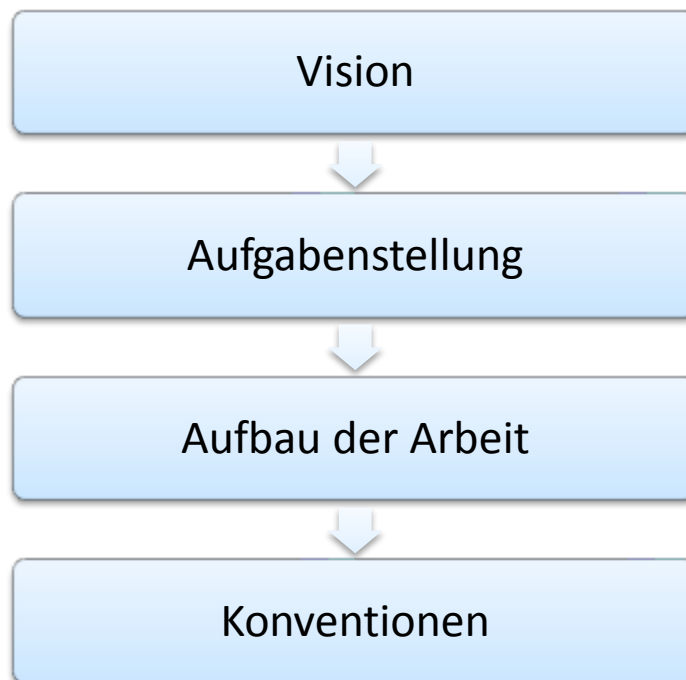 Vision
Aufgabenstellung
Aufbau der Arbeit
Konventionen